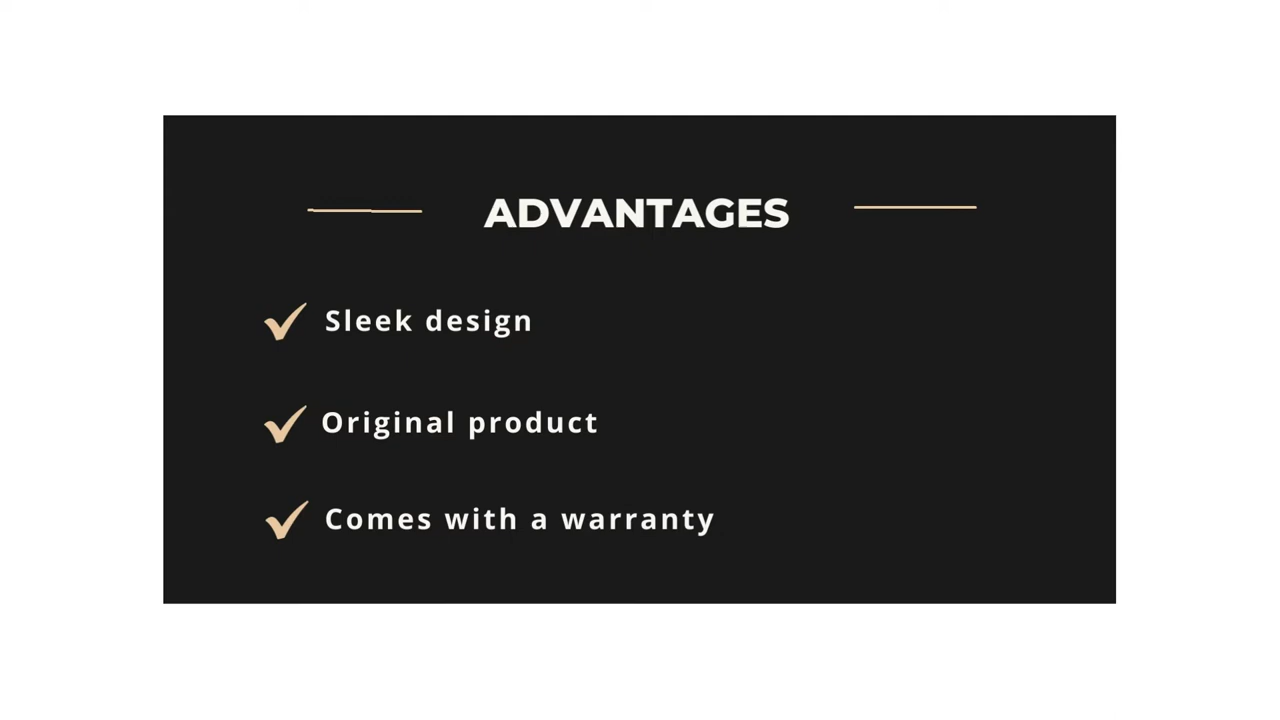 ADVANTAGES
Sleek design
Original product
Comes with a warranty